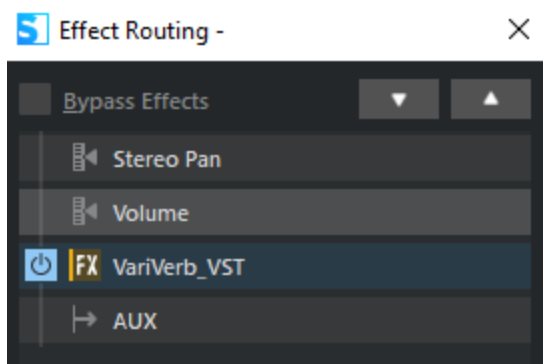 S Effect Routing -
Bypass Effects
Stereo Pan
Volume
FX VariVerb_VST
AUX